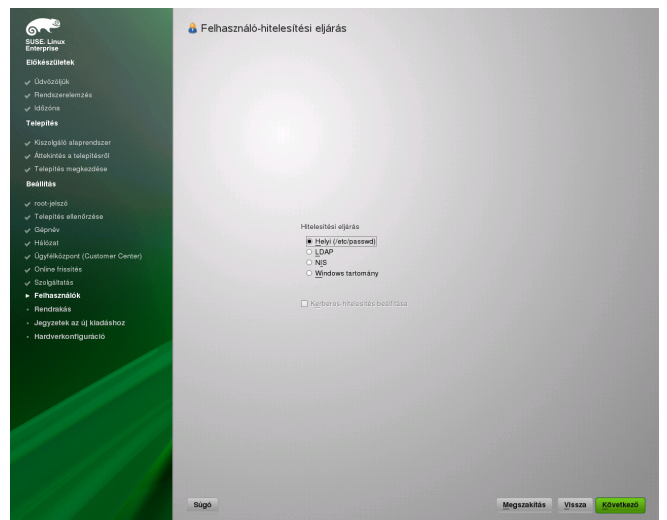 SUSE. Linux
Enterprise
Előkészületek
Üdvözöljük
Rendszerelemzés
Időzóna
Telepítés
Kiszolgáló alaprendszer
Áttekintés a telepítésről
Telepítés megkezdése
Beállítás
root-jelszó
Telepítés ellenőrzése
Gépnév
Hálózat
Ügyfélközpont (Customer Center)
Online frissítés
Szolgáltatás
Felhasználók
Rendrakás
Jegyzetek az új kiadáshoz
Hardverkonfiguráció
Felhasználó-hitelesítési eljárás
Hitelesítési eljárás
Helyi (/etc/passwd)
LDAP
NIS
Windows tartomány
Kerberos-hitelesítés beállítása
Súgó
Megszakítás
Vissza
Következő